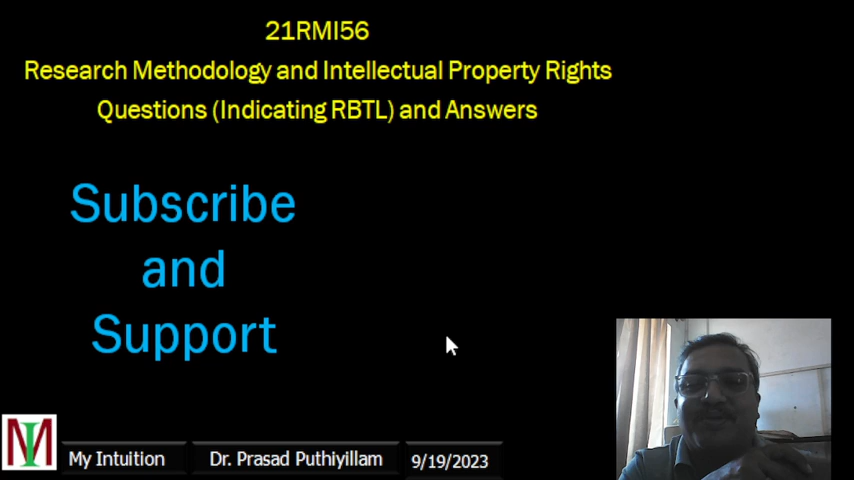 21RMI56
Research Methodology and Intellectual Property Rights
Questions (Indicating RBTL) and Answers
Subscribe
and
Support
MI
My Intuition
Dr. Prasad Puthiyillam
9/19/2023